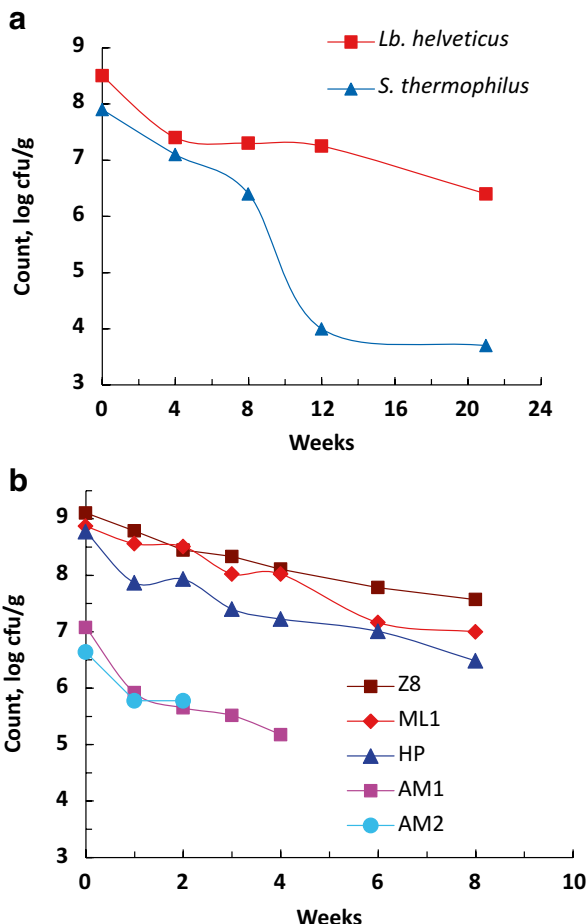 a
9
8
7
6
5
4
3
Count, log cfu/g
Lb. helveticus
S. thermophilus
0 4 8 12 16 20 24
Weeks
b
9
8
7
6
5
4
3
Count, log cfu/g
Z8
ML1
HP
AM1
AM2
0 2 4 6 8 10
Weeks